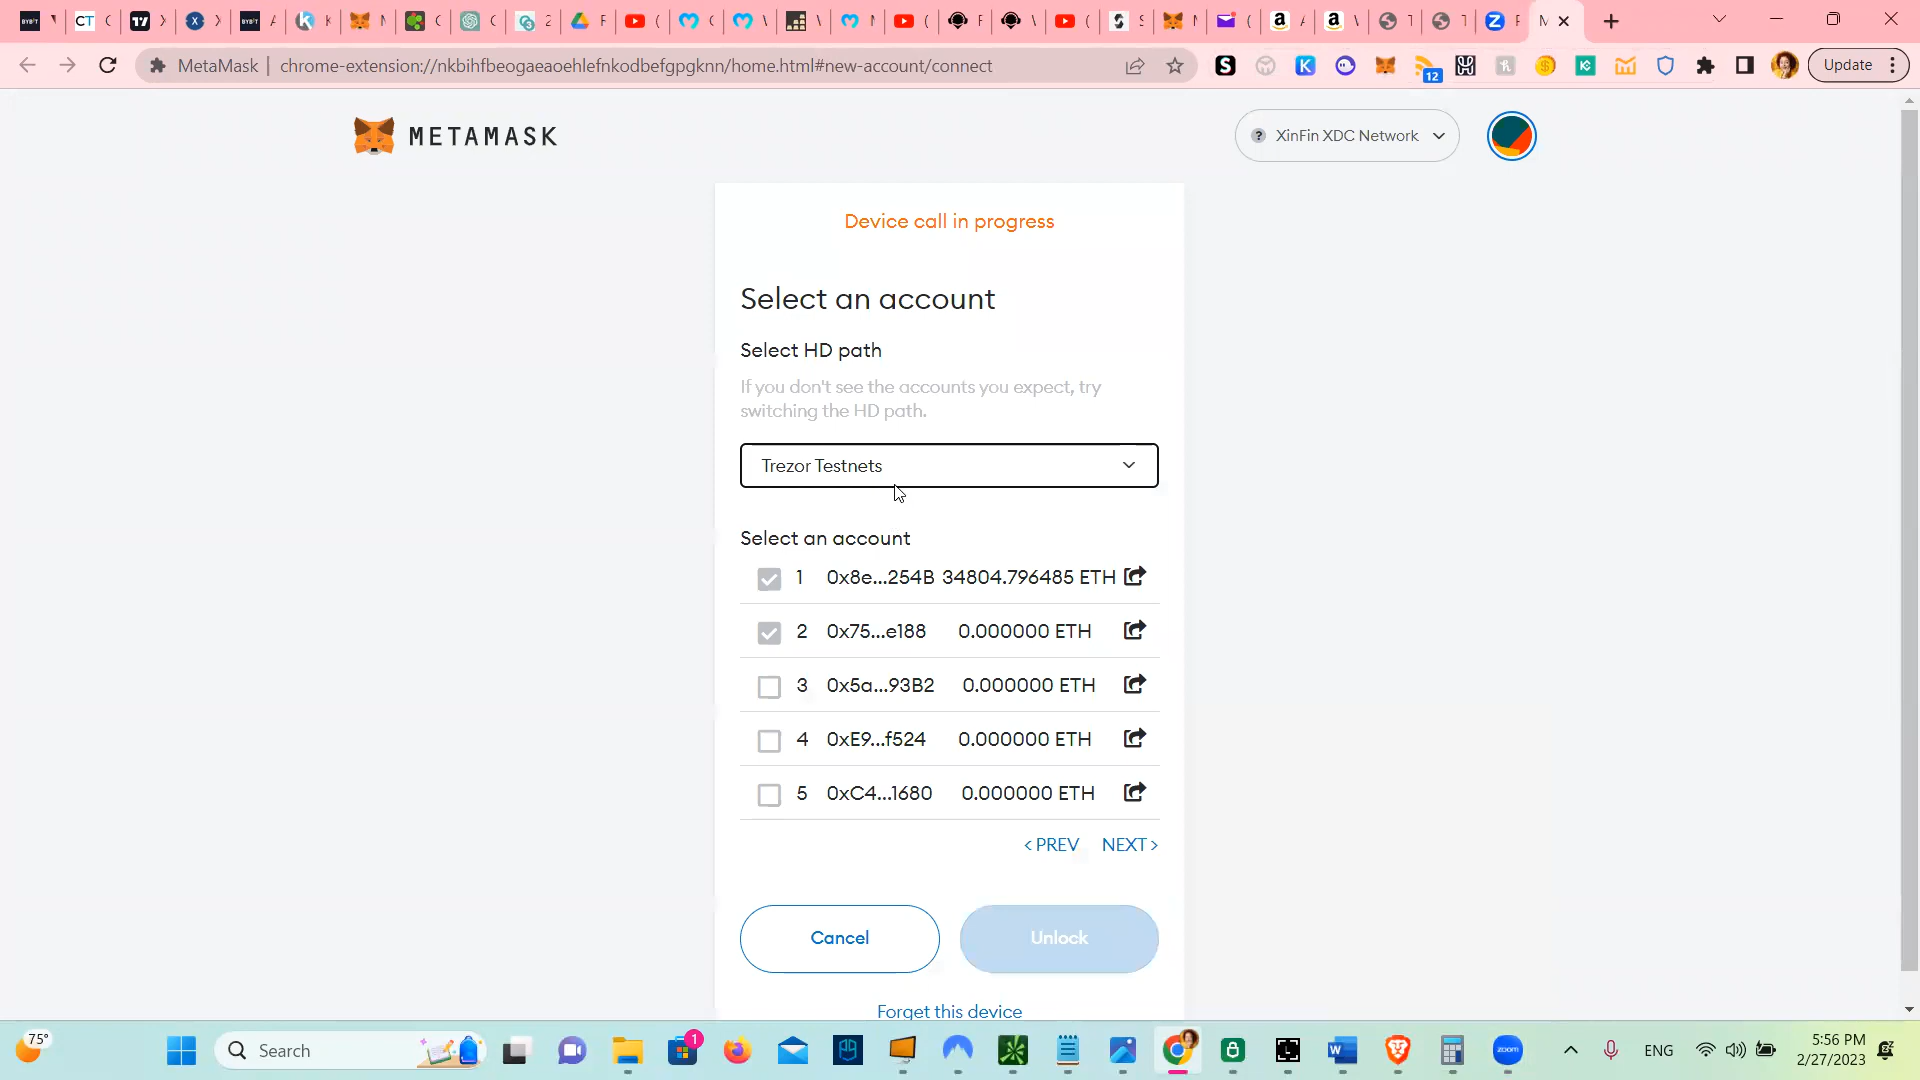 CT
MetaMask
chrome-extension://nkbihfbeogaeaoehlefnkodbefgpgknn/home.html#new-account/connect
12
Update
METAMASK
XinFin XDC Network
Device call in progress
Select an account
Select HD path
If you don't see the accounts you expect, try
switching the HD path.
Trezor Testnets
Select an account
1 0x8e...254B 34804.796485 ETH
2 0x75...e188 0.000000 ETH
3 0x5a...93B2 0.000000 ETH
4 0xE9...f524 0.000000 ETH
5 0xC4...1680 0.000000 ETH
< PREV NEXT >
Cancel
Unlock
Forget this device
75°
Search
1
zoom
ENG
5:56 PM
2/27/2023